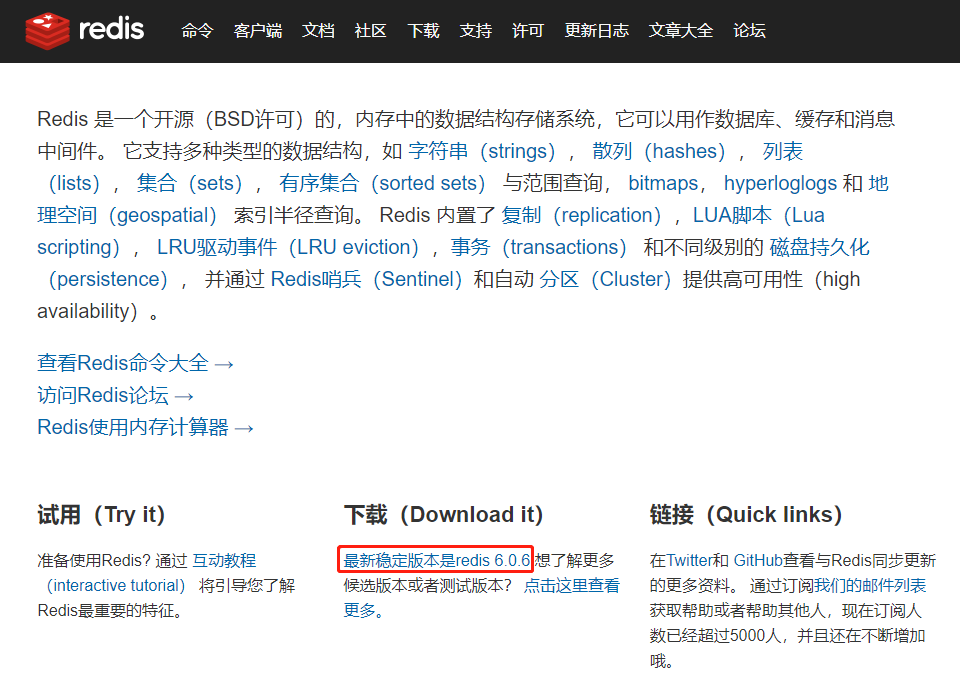 redis 命令 客户端 文档 社区 下载 支持 许可 更新日志 文章大全 论坛
Redis 是一个开源（BSD许可）的，内存中的数据结构存储系统，它可以用作数据库、缓存和消息
中间件。 它支持多种类型的数据结构，如 字符串（strings）， 散列（hashes）， 列表
（lists）， 集合（sets）， 有序集合（sorted sets） 与范围查询， bitmaps， hyperloglogs 和 地
理空间（geospatial） 索引半径查询。 Redis 内置了 复制（replication），LUA脚本（Lua
scripting）， LRU驱动事件（LRU eviction），事务（transactions） 和不同级别的 磁盘持久化
（persistence）， 并通过 Redis哨兵（Sentinel）和自动 分区（Cluster）提供高可用性（high
availability）。
查看Redis命令大全 →
访问Redis论坛 →
Redis使用内存计算器 →
试用（Try it）
准备使用Redis? 通过 互动教程
（interactive tutorial） 将引导您了解
Redis最重要的特征。
下载（Download it）
最新稳定版本是redis 6.0.6想了解更多
候选版本或者测试版本？ 点击这里查看
更多。
链接（Quick links）
在Twitter和 GitHub查看与Redis同步更新
的更多资料。 通过订阅我们的邮件列表
获取帮助或者帮助其他人，现在订阅人
数已经超过5000人，并且还在不断增加
哦。